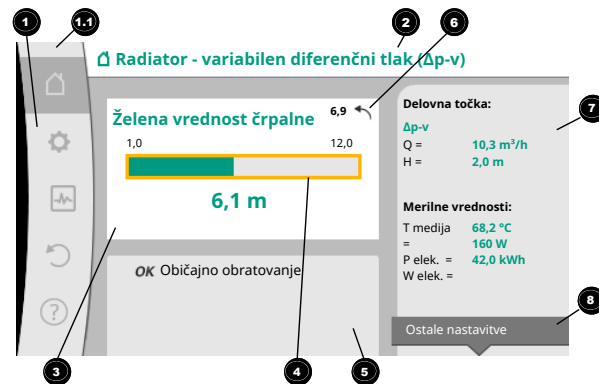 1
1.1
2
6
Radiator - variabilen diferenčni tlak (Δp-v)
Želena vrednost črpalne
6,9
1,0
12,0
6,1 m
OK Običajno obratovanje
Delovna točka:
Δp-v
Q = 10,3 m³/h
H = 2,0 m
Merilne vrednosti:
T medija 68,2 °C
= 160 W
P elek. = 42,0 kWh
W elek. =
Ostale nastavitve
7
8
3
4
5
?